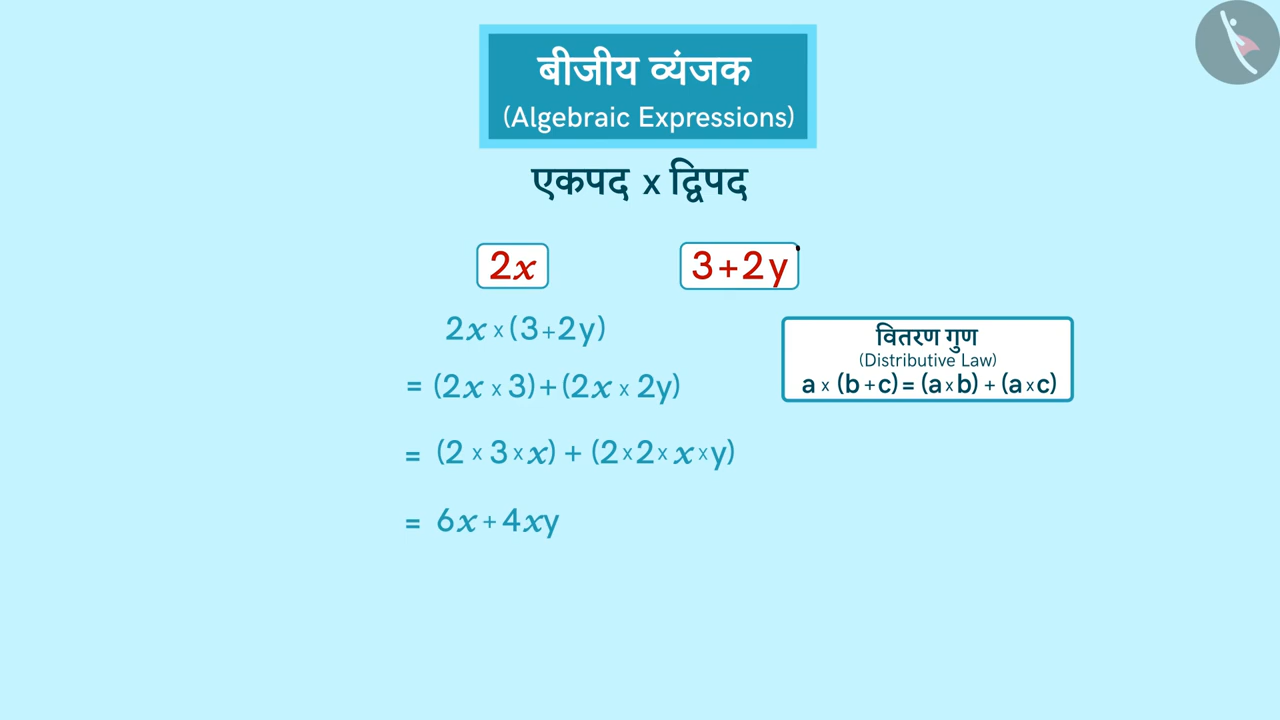 बीजीय व्यंजक
(Algebraic Expressions)
एकपद x द्विपद
2x 3+2y
2x × (3+2y)
= (2x × 3)+(2x × 2y)
= (2 × 3 × x) + (2 × 2 × x × y)
= 6x + 4xy
वितरण गुण
(Distributive Law)
a × (b + c) = (a × b) + (a × c)